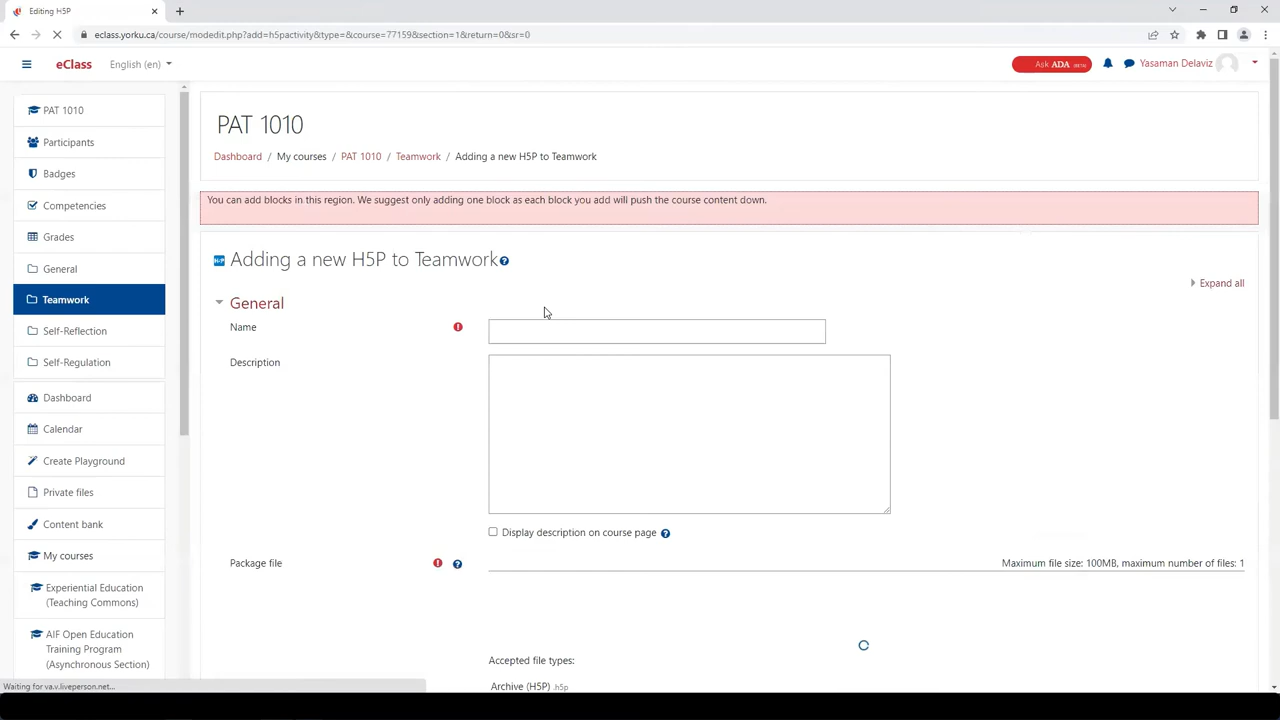 Editing H5P
eclass.yorku.ca/course/modedit.php?add=h5pactivity&type=&course=77159&section=1&return=0&sr=0
eClass
English (en)
Ask ADA BETA
Yasaman Delaviz
PAT 1010
Participants
Badges
Competencies
Grades
General
Teamwork
Self-Reflection
Self-Regulation
Dashboard
Calendar
Create Playground
Private files
Content bank
My courses
Experiential Education
(Teaching Commons)
AIF Open Education
Training Program
(Asynchronous Section)
PAT 1010
Dashboard / My courses / PAT 1010 / Teamwork / Adding a new H5P to Teamwork
You can add blocks in this region. We suggest only adding one block as each block you add will push the course content down.
H5P Adding a new H5P to Teamwork
Expand all
General
Name
Description
Display description on course page
Package file
Maximum file size: 100MB, maximum number of files: 1
Accepted file types:
Archive (H5P) .h5p
Waiting for va.v.liveperson.net...